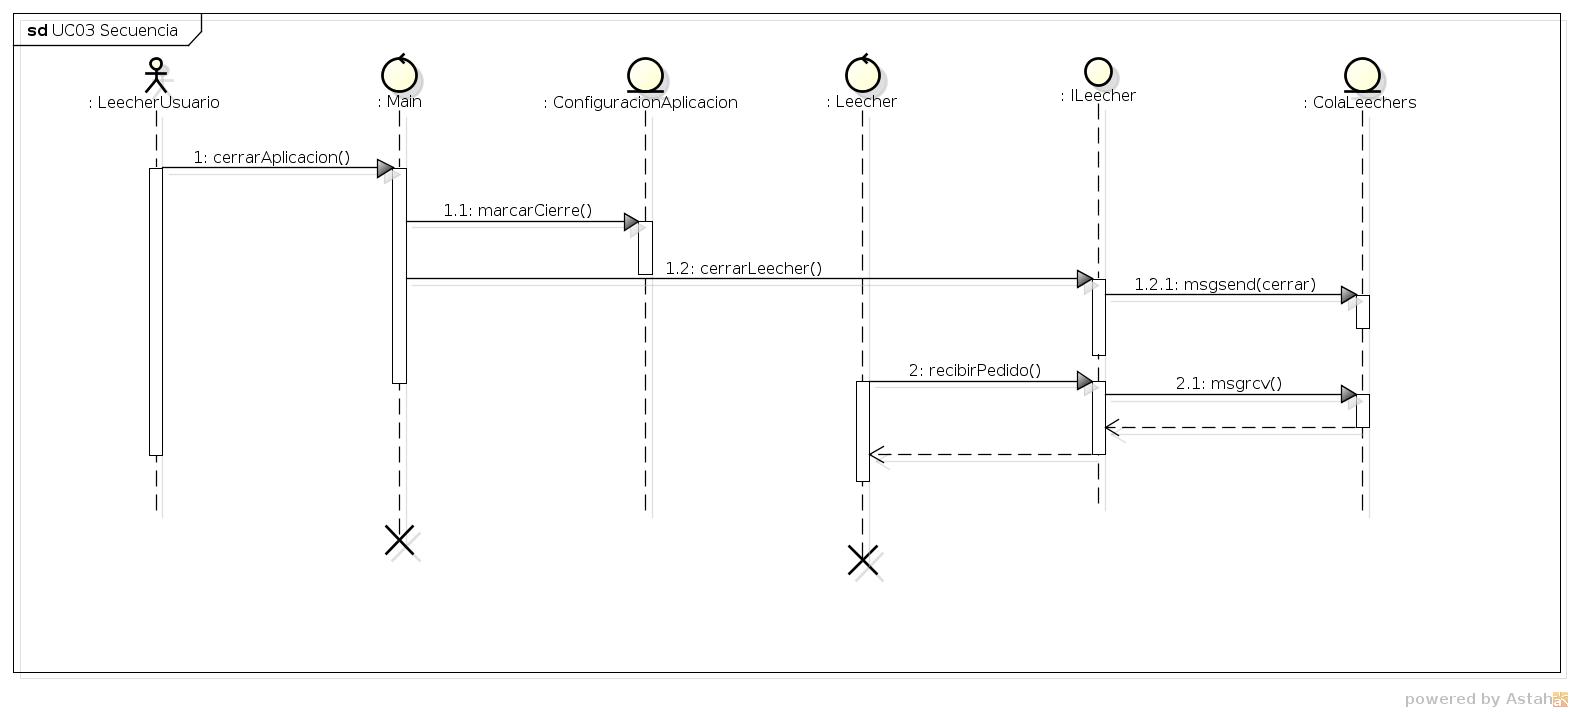 sd UC03 Secuencia
: LeecherUsuario
: Main
: ConfiguracionAplicacion
: Leecher
: ILeecher
: ColaLeechers
1: cerrarAplicacion()
1.1: marcarCierre()
1.2: cerrarLeecher()
1.2.1: msgsend(cerrar)
2: recibirPedido()
2.1: msgrcv()
powered by Astah